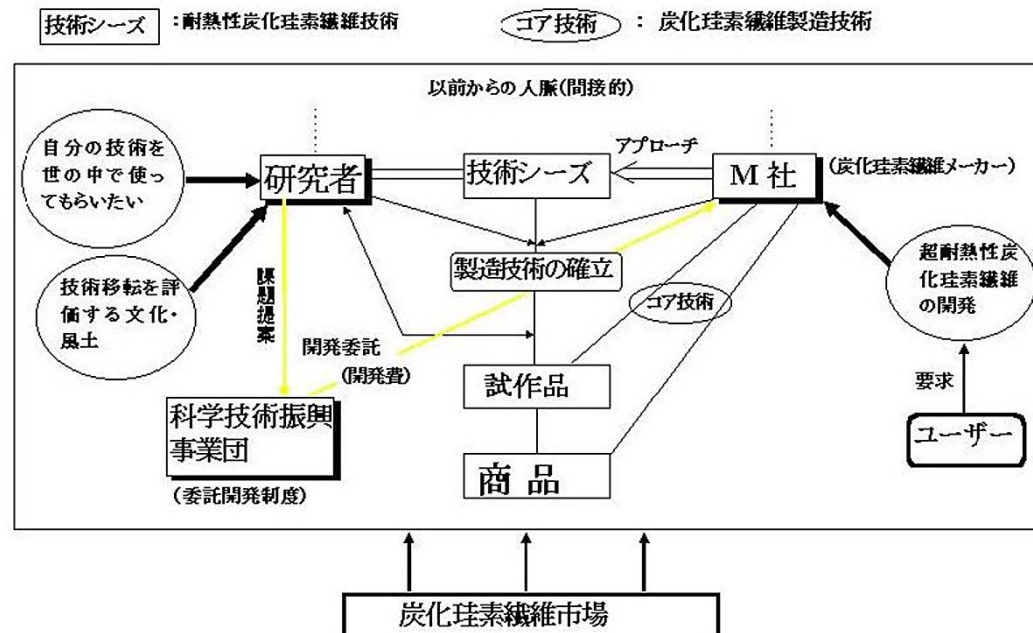 技術シーズ :耐熱性炭化珪素繊維技術
コア技術 : 炭化珪素繊維製造技術
以前からの人脈(間接的)
自分の技術を
世の中で使っ
てもらいたい
研究者
技術シーズ
アプローチ
M社
(炭化珪素繊維メーカー)
技術移転を評
価する文化・
風土
課題提案
製造技術の確立
コア技術
超耐熱性炭
化珪素繊維
の開発
開発委託
(開発費)
試作品
要求
ユーザー
科学技術振興
事業団
(委託開発制度)
商品
炭化珪素繊維市場